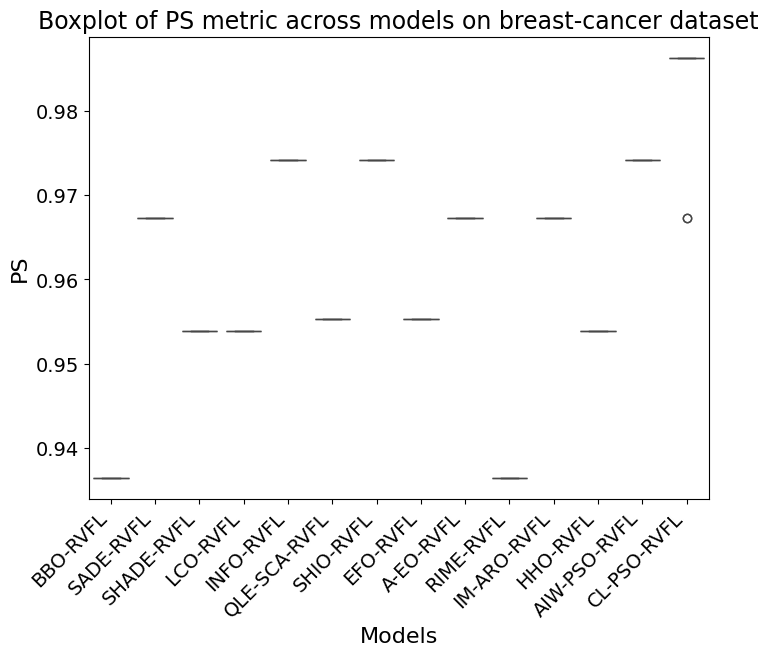 Boxplot of PS metric across models on breast-cancer dataset
PS
0.98
0.97
0.96
0.95
0.94
BBO-RVFL
SADE-RVFL
SHADE-RVFL
LCO-RVFL
INFO-RVFL
QLE-SCA-RVFL
SHIO-RVFL
EFO-RVFL
A-EO-RVFL
RIME-RVFL
IM-ARO-RVFL
HHO-RVFL
AIW-PSO-RVFL
CL-PSO-RVFL
Models